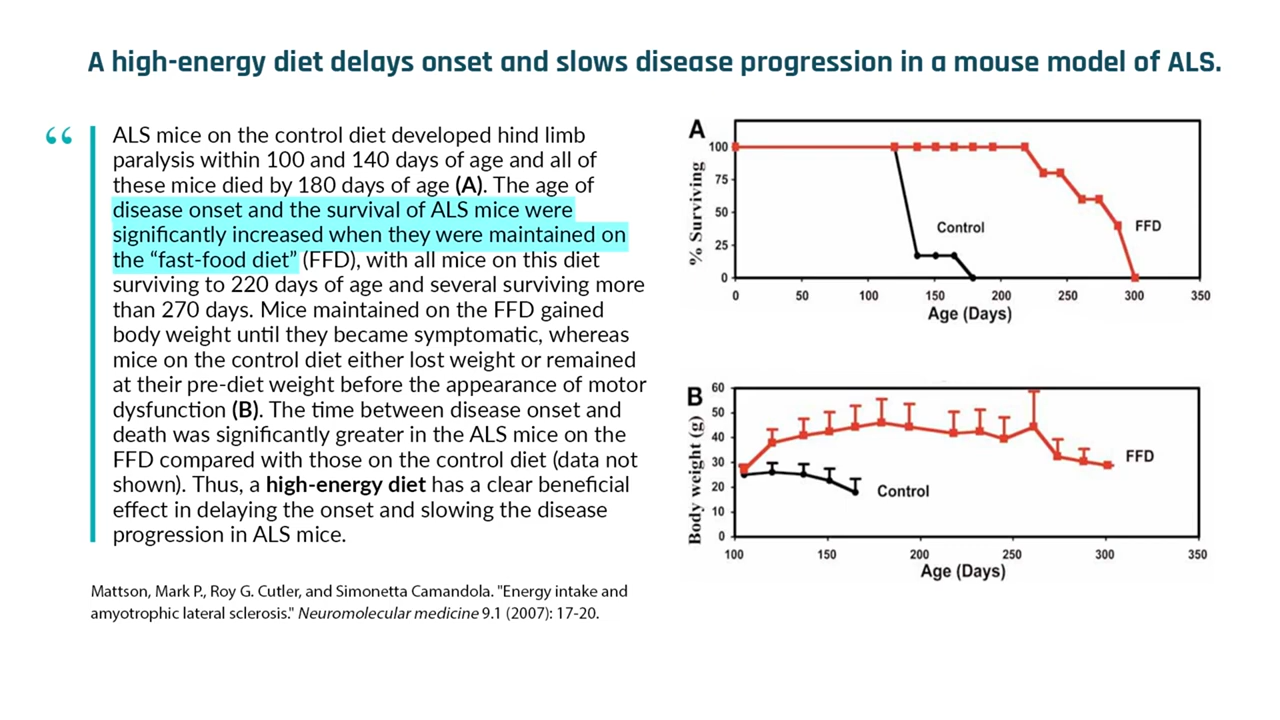 A high-energy diet delays onset and slows disease progression in a mouse model of ALS.
“
ALS mice on the control diet developed hind limb
paralysis within 100 and 140 days of age and all of
these mice died by 180 days of age (A). The age of
disease onset and the survival of ALS mice were
significantly increased when they were maintained on
the “fast-food diet” (FFD), with all mice on this diet
surviving to 220 days of age and several surviving more
than 270 days. Mice maintained on the FFD gained
body weight until they became symptomatic, whereas
mice on the control diet either lost weight or remained
at their pre-diet weight before the appearance of motor
dysfunction (B). The time between disease onset and
death was significantly greater in the ALS mice on the
FFD compared with those on the control diet (data not
shown). Thus, a high-energy diet has a clear beneficial
effect in delaying the onset and slowing the disease
progression in ALS mice.
Mattson, Mark P., Roy G. Cutler, and Simonetta Camandola. "Energy intake and
amyotrophic lateral sclerosis." Neuromolecular medicine 9.1 (2007): 17-20.
A
% Surviving
100
75
50
25
0
Control
FFD
0 50 100 150 200 250 300 350
Age (Days)
B
Body weight (g)
60
50
40
30
20
10
0
FFD
Control
100 150 200 250 300 350
Age (Days)